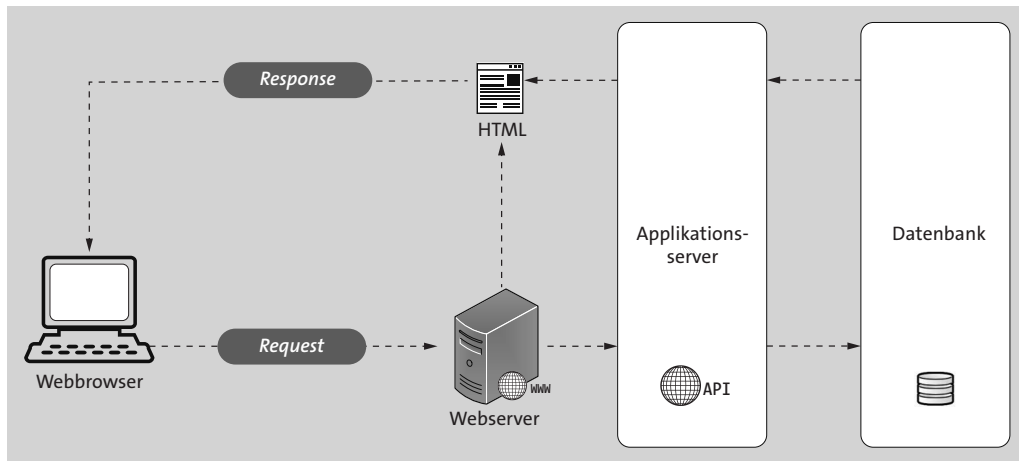 Response
HTML
Applikations-
server
Datenbank
Request
Webbrowser
WWW
Webserver
API